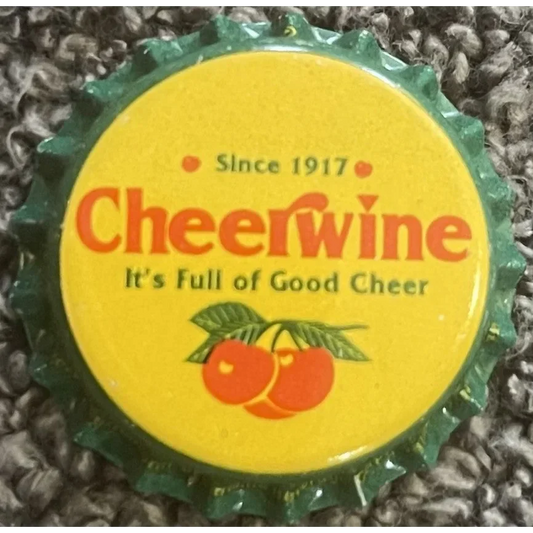 Since 1917
Cheerwine
It's Full of Good Cheer